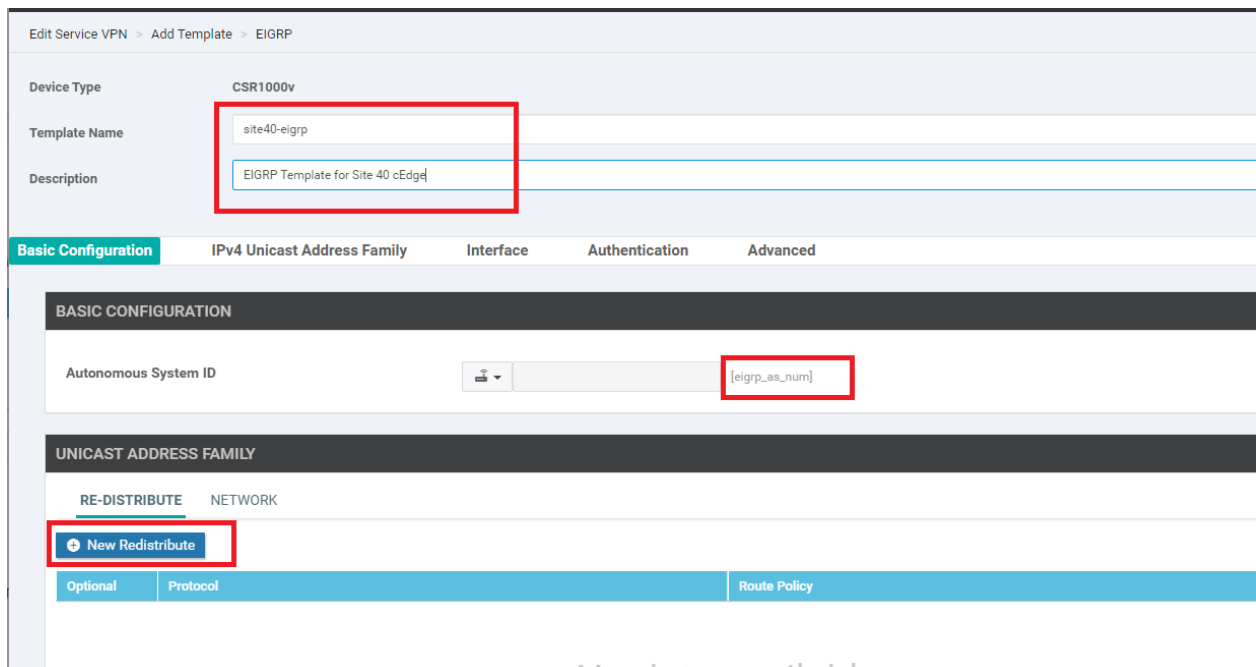 Edit Service VPN > Add Template > EIGRP
Device Type CSR1000v
Template Name site40-eigrp
Description EIGRP Template for Site 40 cEdge
Basic Configuration IPv4 Unicast Address Family Interface Authentication Advanced
BASIC CONFIGURATION
Autonomous System ID [eigrp_as_num]
UNICAST ADDRESS FAMILY
RE-DISTRIBUTE NETWORK
New Redistribute
Optional Protocol Route Policy